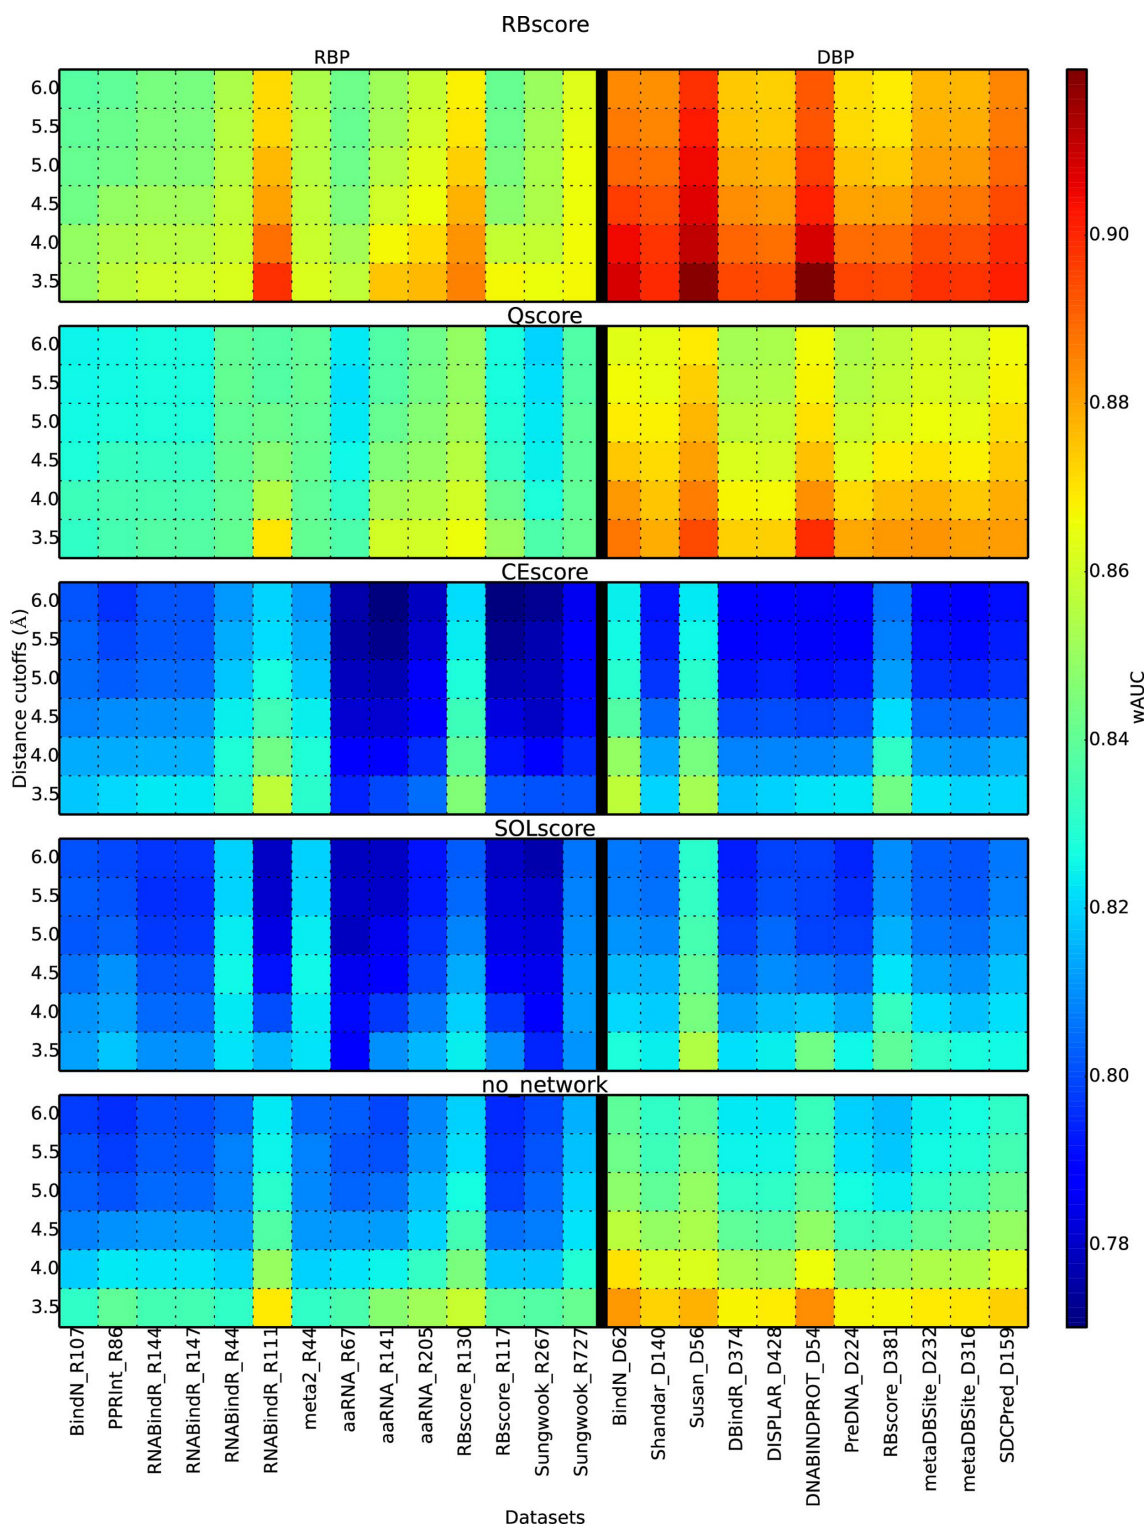 RBscore
RBP DBP
6.0
5.5
5.0
4.5
4.0
3.5
Qscore
6.0
5.5
5.0
4.5
4.0
3.5
CEscore
6.0
5.5
5.0
4.5
4.0
3.5
SOLscore
6.0
5.5
5.0
4.5
4.0
3.5
no_network
6.0
5.5
5.0
4.5
4.0
3.5
Distance cutoffs (Å)
BindN_R107
PPRInt_R86
RNABindR_R144
RNABindR_R147
RNABindR_R44
RNABindR_R111
meta2_R44
aaRNA_R67
aaRNA_R141
aaRNA_R205
RBscore_R130
RBscore_R117
Sungwook_R267
Sungwook_R727
BindN_D62
Shandar_D140
Susan_D56
DBindR_D374
DISPLAR_D428
DNABINDPROT_D54
PreDNA_D224
RBscore_D381
metaDBSite_D232
metaDBSite_D316
SDCPred_D159
Datasets
0.90
0.88
0.86
0.84
0.82
0.80
0.78
wAUC